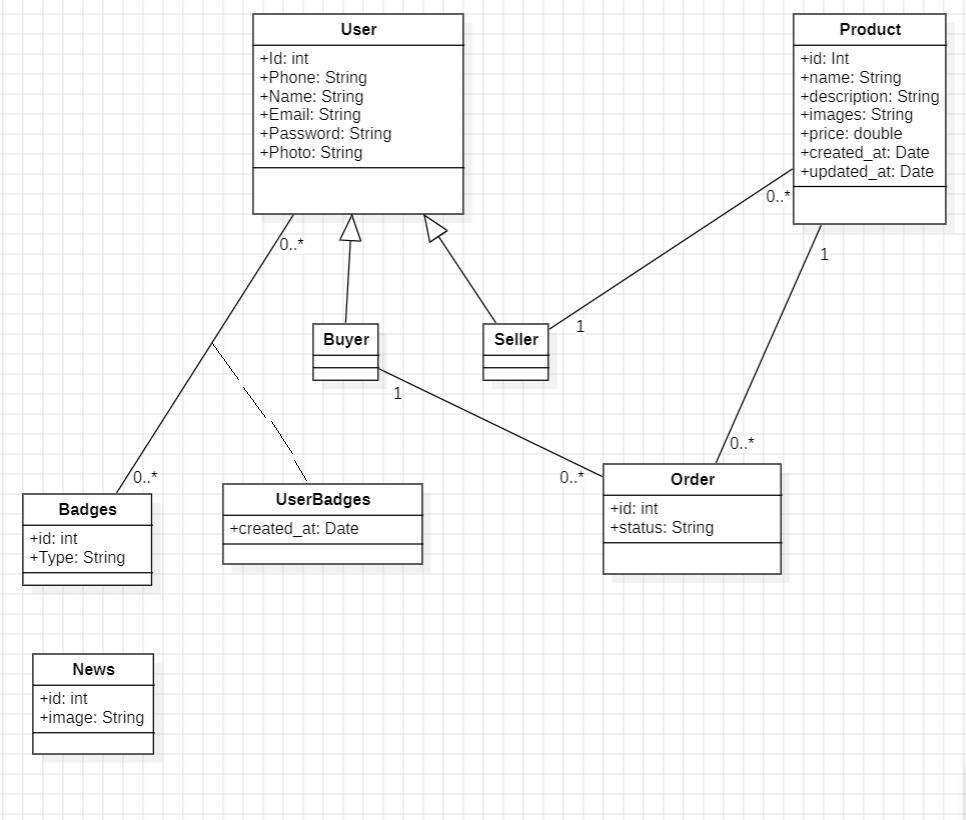 User
+Id: int
+Phone: String
+Name: String
+Email: String
+Password: String
+Photo: String
Product
+id: Int
+name: String
+description: String
+images: String
+price: double
+created_at: Date
+updated_at: Date
0..*
0..*
1
1
Buyer
Seller
1
0..*
0..*
0..*
Badges
+id: int
+Type: String
UserBadges
+created_at: Date
Order
+id: int
+status: String
News
+id: int
+image: String